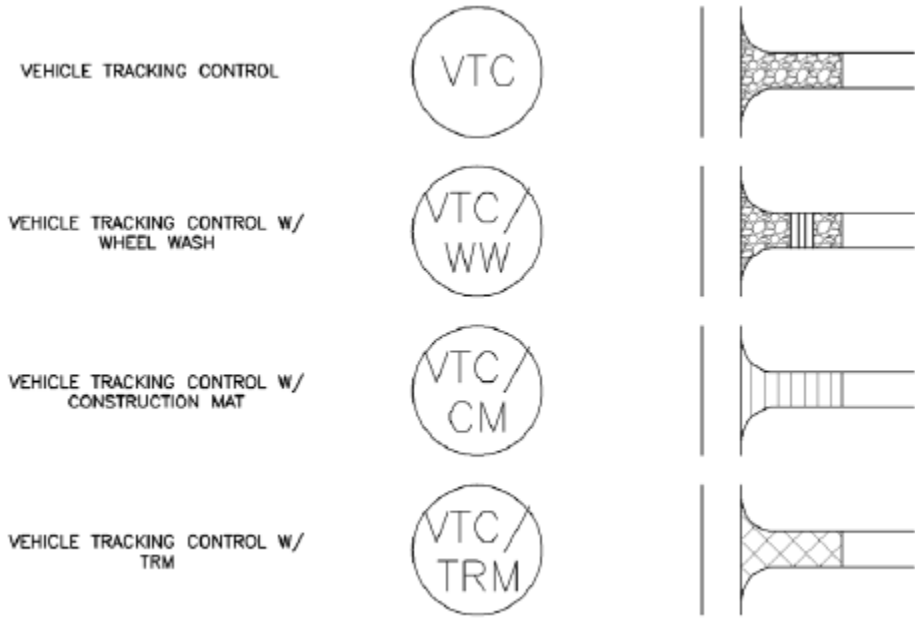 VEHICLE TRACKING CONTROL
VTC
VEHICLE TRACKING CONTROL W/
WHEEL WASH
VTC/
WW
VEHICLE TRACKING CONTROL W/
CONSTRUCTION MAT
VTC/
CM
VEHICLE TRACKING CONTROL W/
TRM
VTC/
TRM